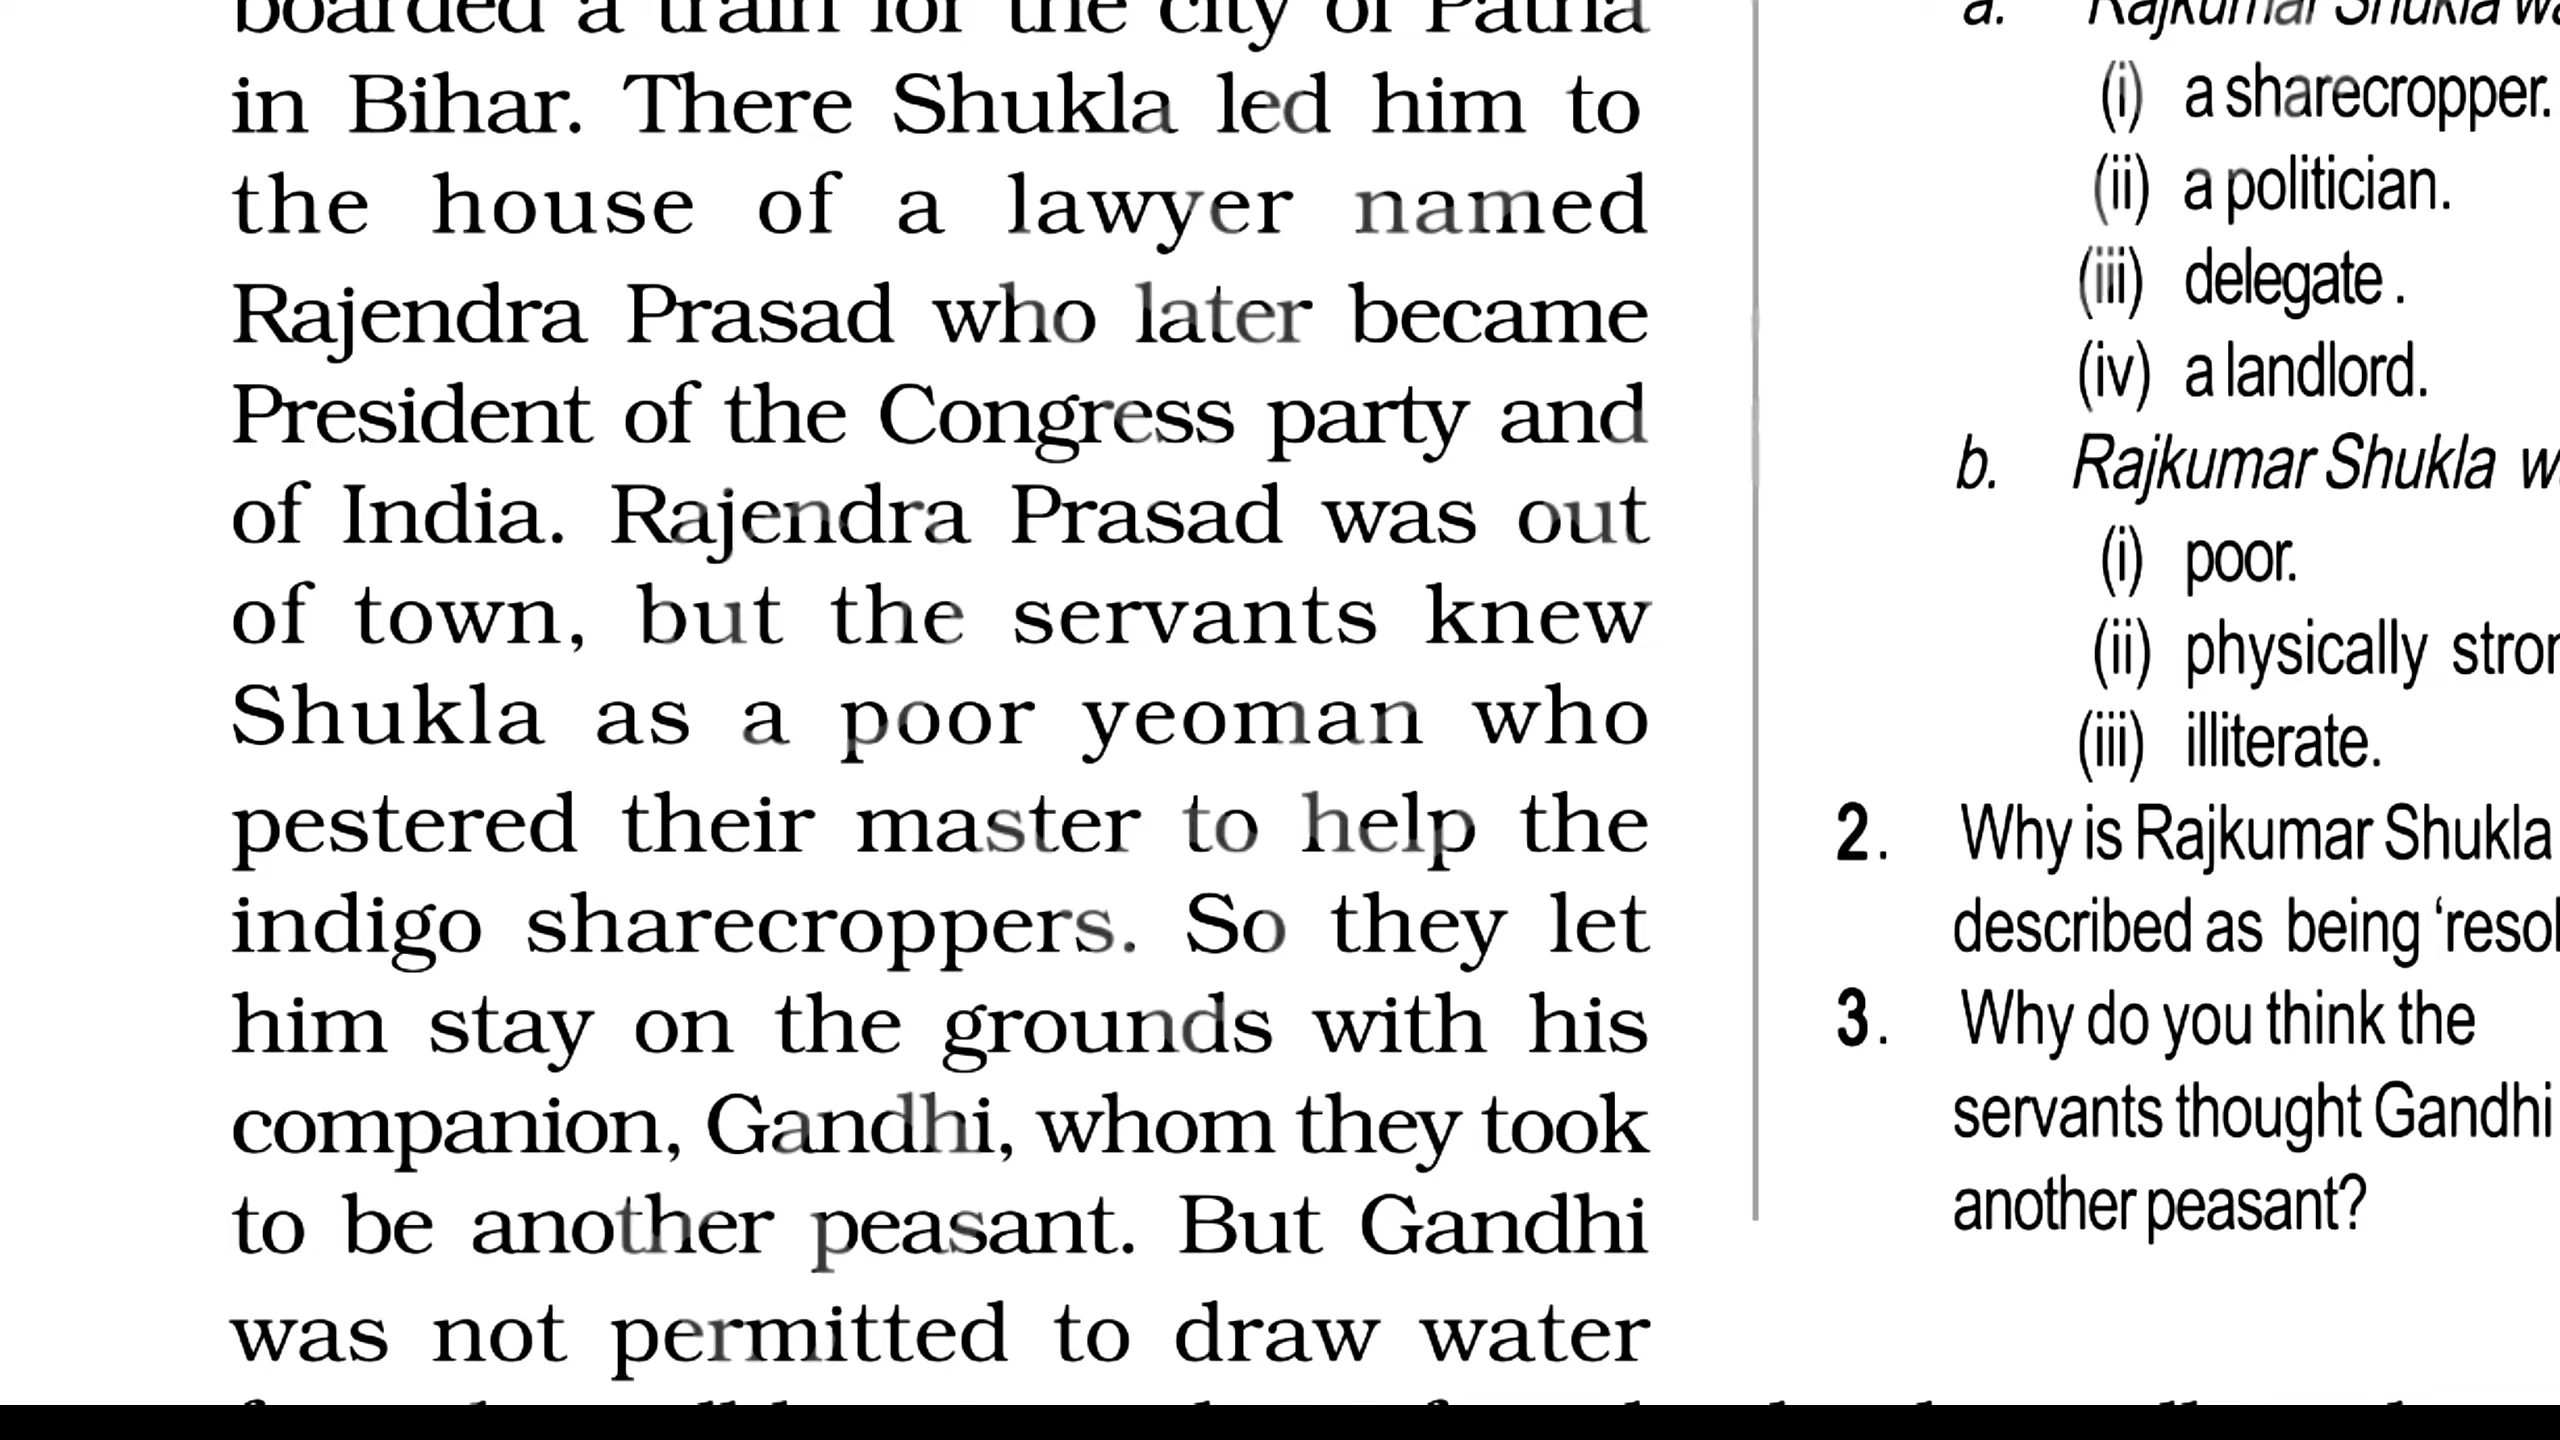 boarded a train for the city of Patna
in Bihar. There Shukla led him to
the house of a lawyer named
Rajendra Prasad who later became
President of the Congress party and
of India. Rajendra Prasad was out
of town, but the servants knew
Shukla as a poor yeoman who
pestered their master to help the
indigo sharecroppers. So they let
him stay on the grounds with his
companion, Gandhi, whom they took
to be another peasant. But Gandhi
was not permitted to draw water
a. Rajkumar Shukla
(i) a sharecropper.
(ii) a politician.
(iii) delegate .
(iv) a landlord.
b. Rajkumar Shukla
(i) poor.
(ii) physically
(iii) illiterate.
2. Why is Rajkumar Shukla
described as being
3. Why do you think the
servants thought Gandhi
another peasant?